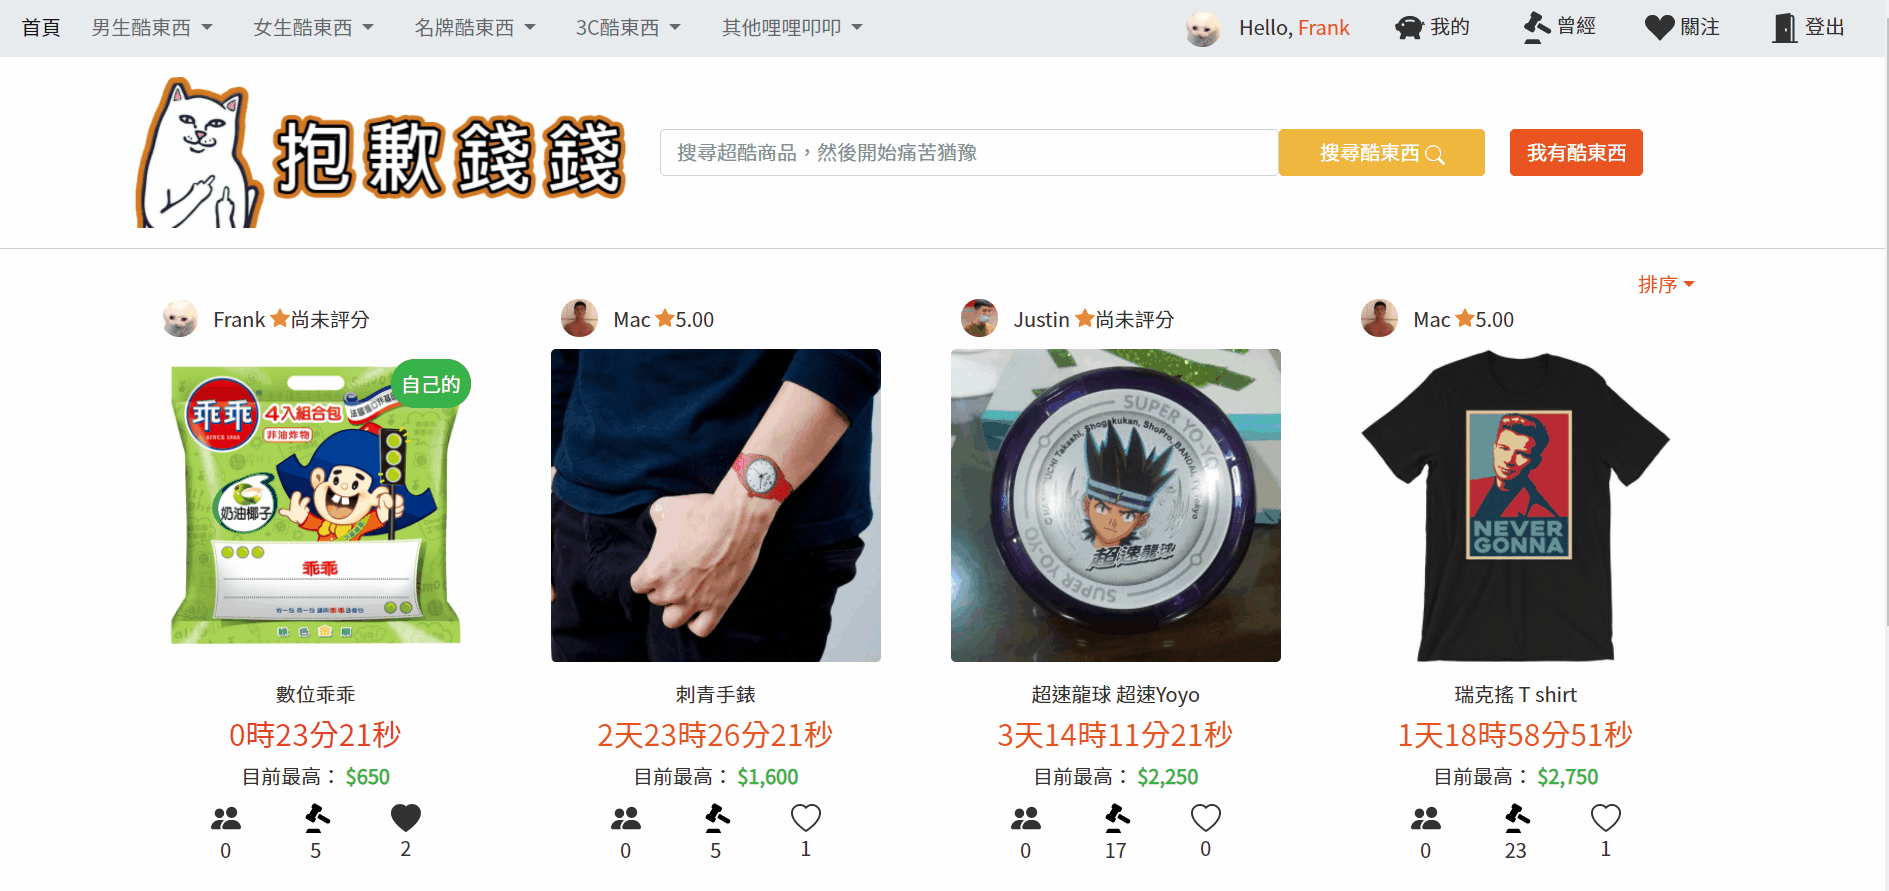 首頁 男生酷東西 女生酷東西 名牌酷東西 3C酷東西 其他哩哩叩叩 Hello, Frank 我的 曾經 關注 登出
抱歉錢錢
搜尋超酷商品，然後開始痛苦猶豫 搜尋酷東西 我有酷東西
排序
Frank 尚未評分 Mac 5.00 Justin 尚未評分 Mac 5.00
自己的
乖乖
SINCE 1968
4入組合包
非油炸物
奶油椰子
乖乖
SUPER YO-YO
超速龍球
SUPER YO-YO
NEVER
GONNA
數位乖乖 刺青手錶 超速龍球 超速Yoyo 瑞克搖 T shirt
0時23分21秒 2天23時26分21秒 3天14時11分21秒 1天18時58分51秒
目前最高： $650 目前最高： $1,600 目前最高： $2,250 目前最高： $2,750
0 5 2 0 5 1 0 17 0 0 23 1